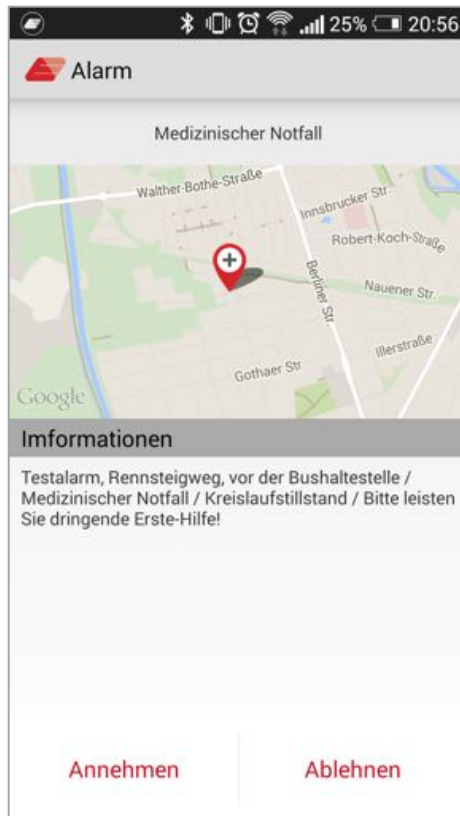 25% 20:56
Alarm
Medizinischer Notfall
Walther-Bothe-Straße
Innsbrucker Str.
Robert-Koch-Straße
Berliner Str.
Nauener Str.
Illerstraße
Gothaer Str
Google
Imformationen
Testalarm, Rennsteigweg, vor der Bushaltestelle /
Medizinischer Notfall / Kreislaufstillstand / Bitte leisten
Sie dringende Erste-Hilfe!
Annehmen Ablehnen